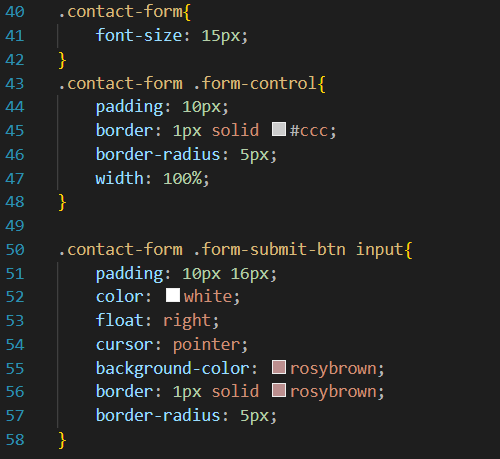 40 .contact-form{
41     font-size: 15px;
42 }
43 .contact-form .form-control{
44     padding: 10px;
45     border: 1px solid #ccc;
46     border-radius: 5px;
47     width: 100%;
48 }
49
50 .contact-form .form-submit-btn input{
51     padding: 10px 16px;
52     color: white;
53     float: right;
54     cursor: pointer;
55     background-color: rosybrown;
56     border: 1px solid rosybrown;
57     border-radius: 5px;
58 }